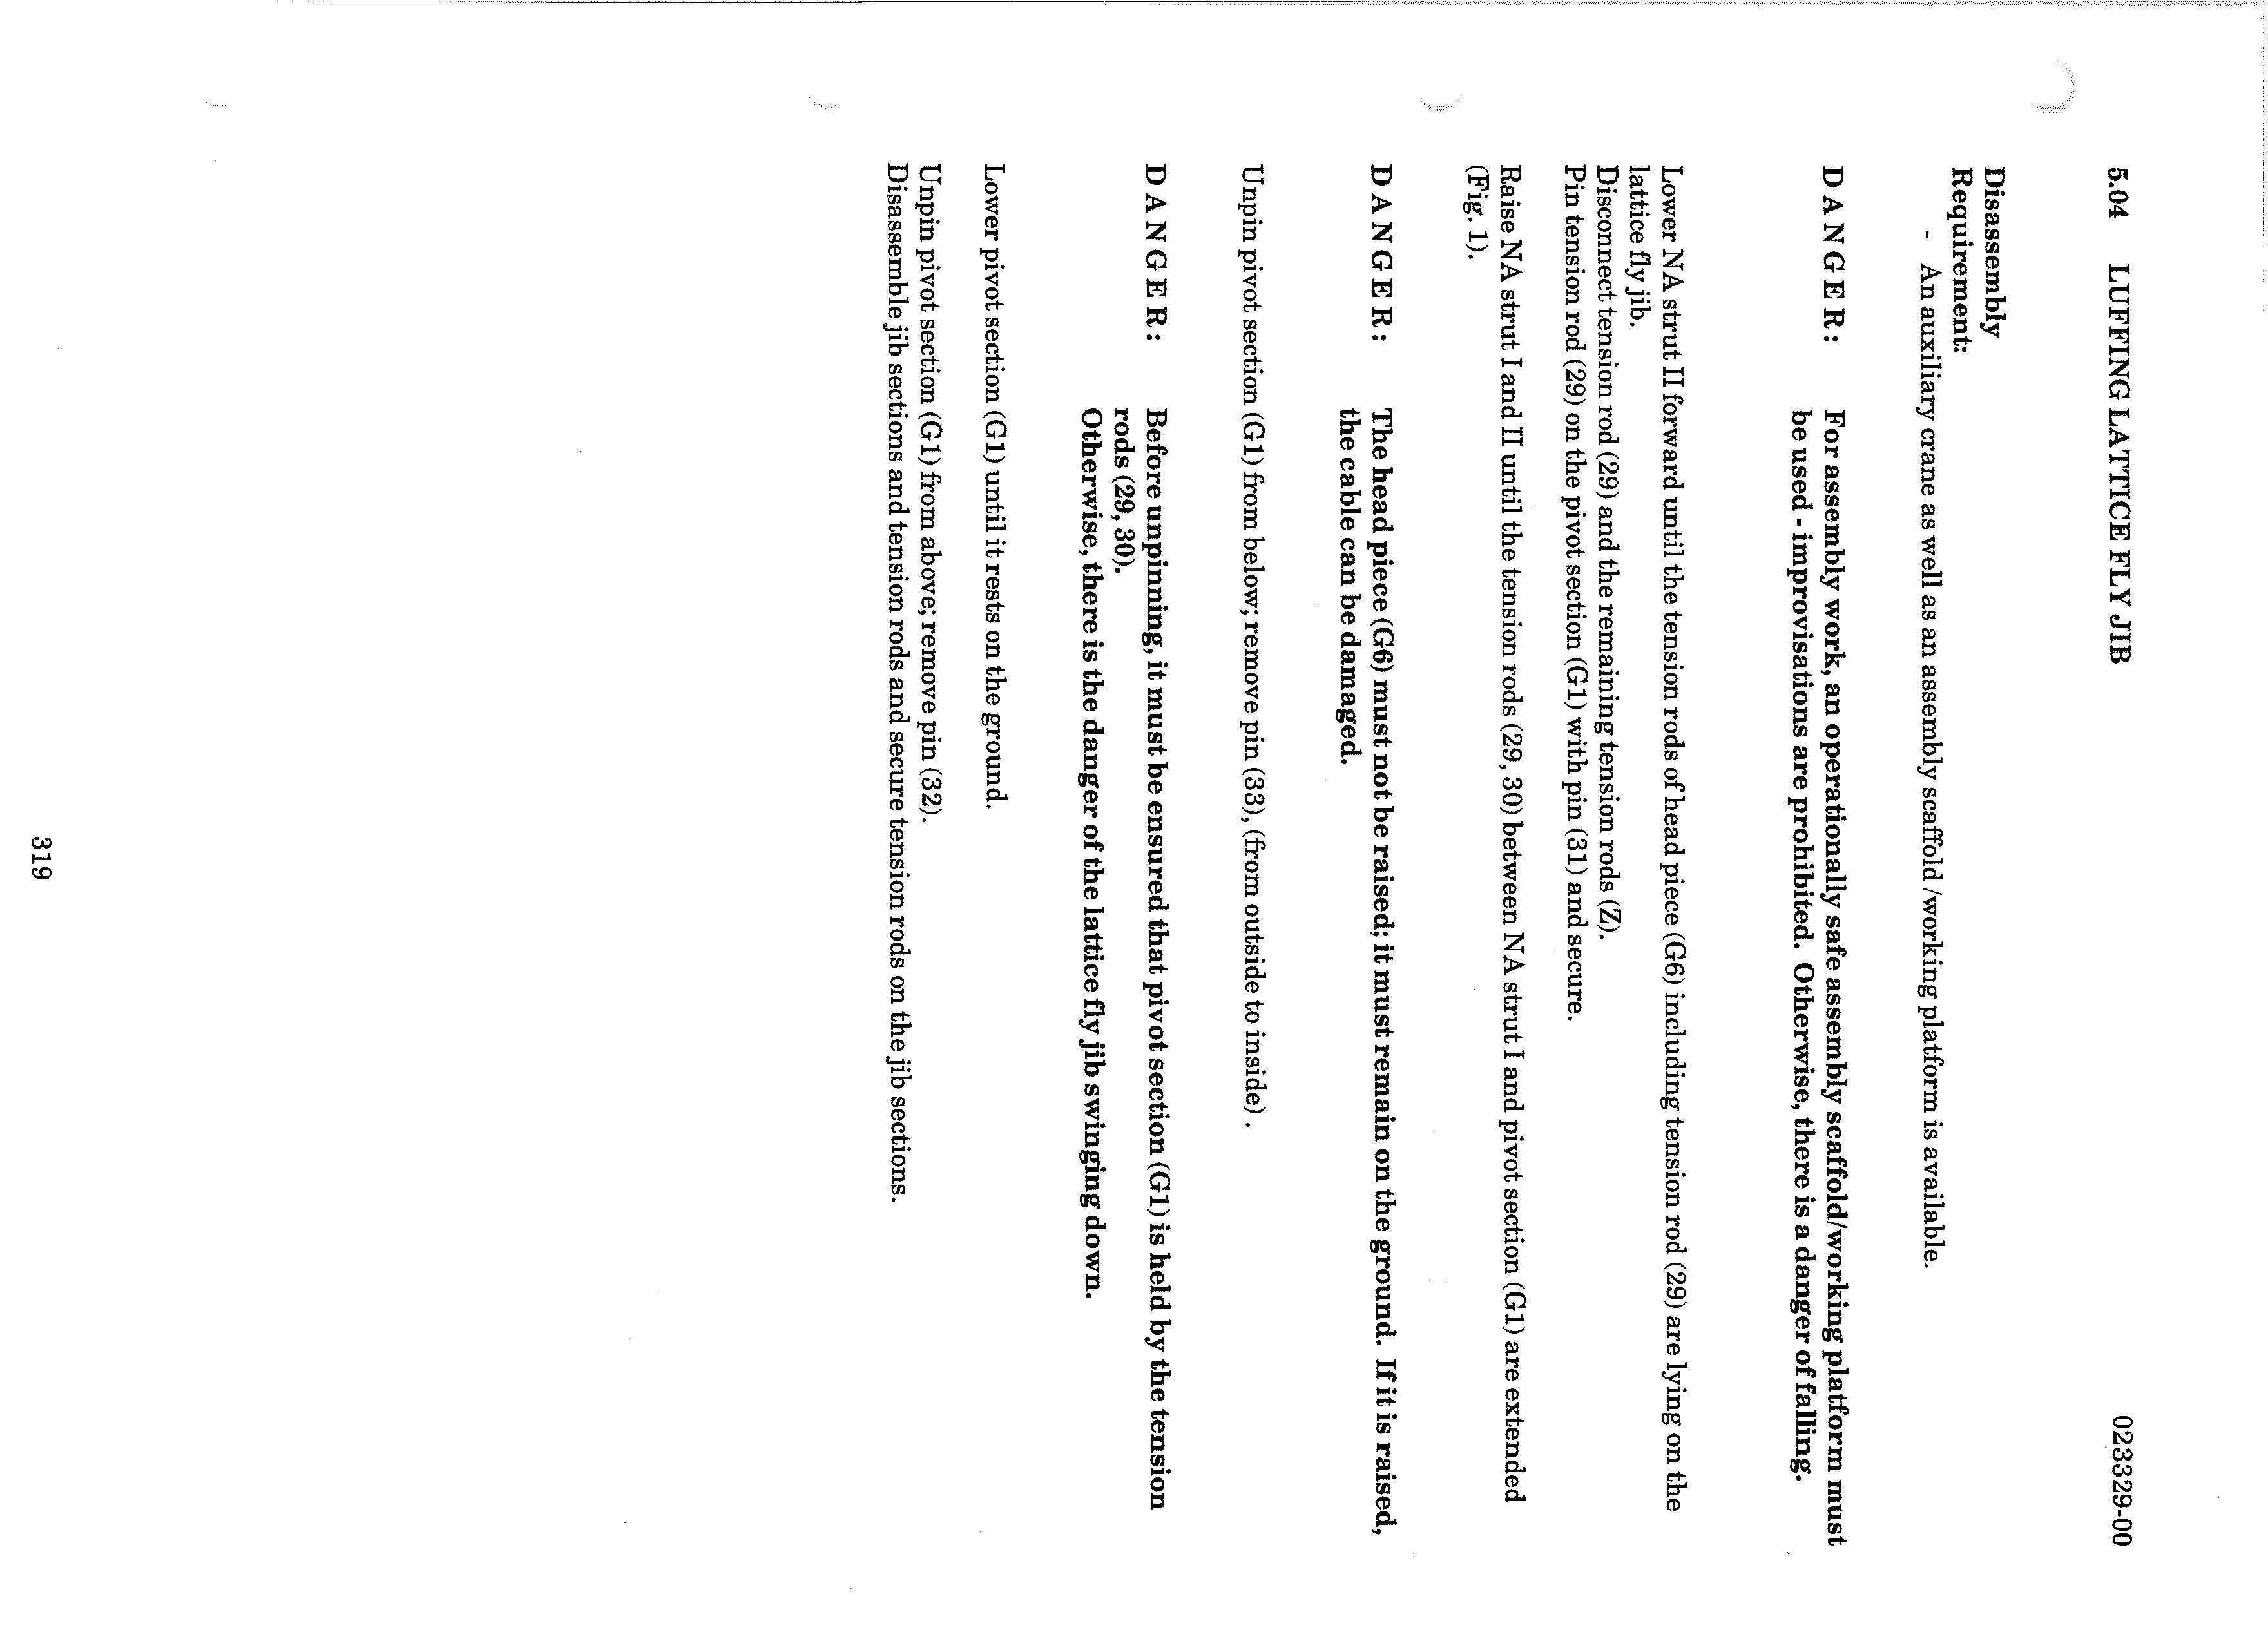 5.04 LUFFING LATTICE FLY JIB 023329-00
Disassembly
Requirement:
- An auxiliary crane as well as an assembly scaffold /working platform is available.
D A N G E R : For assembly work, an operationally safe assembly scaffold/working platform must
be used - improvisations are prohibited. Otherwise, there is a danger of falling.
Lower NA strut II forward until the tension rods of head piece (G6) including tension rod (29) are lying on the
lattice fly jib.
Disconnect tension rod (29) and the remaining tension rods (Z).
Pin tension rod (29) on the pivot section (G1) with pin (31) and secure.
Raise NA strut I and II until the tension rods (29, 30) between NA strut I and pivot section (G1) are extended
(Fig. 1).
D A N G E R : The head piece (G6) must not be raised; it must remain on the ground. If it is raised,
the cable can be damaged.
Unpin pivot section (G1) from below; remove pin (33), (from outside to inside) .
D A N G E R : Before unpinning, it must be ensured that pivot section (G1) is held by the tension
rods (29, 30).
Otherwise, there is the danger of the lattice fly jib swinging down.
Lower pivot section (G1) until it rests on the ground.
Unpin pivot section (G1) from above; remove pin (32).
Disassemble jib sections and tension rods and secure tension rods on the jib sections.
319